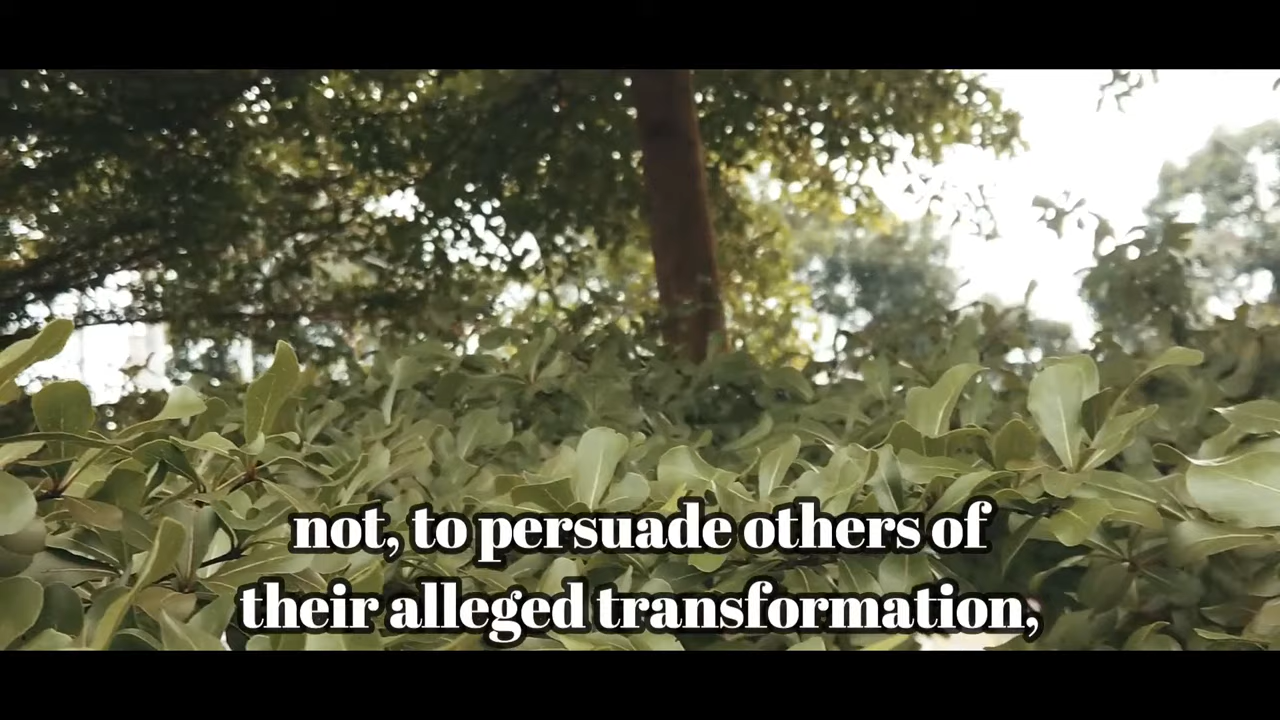 not, to persuade others of
their alleged transformation,